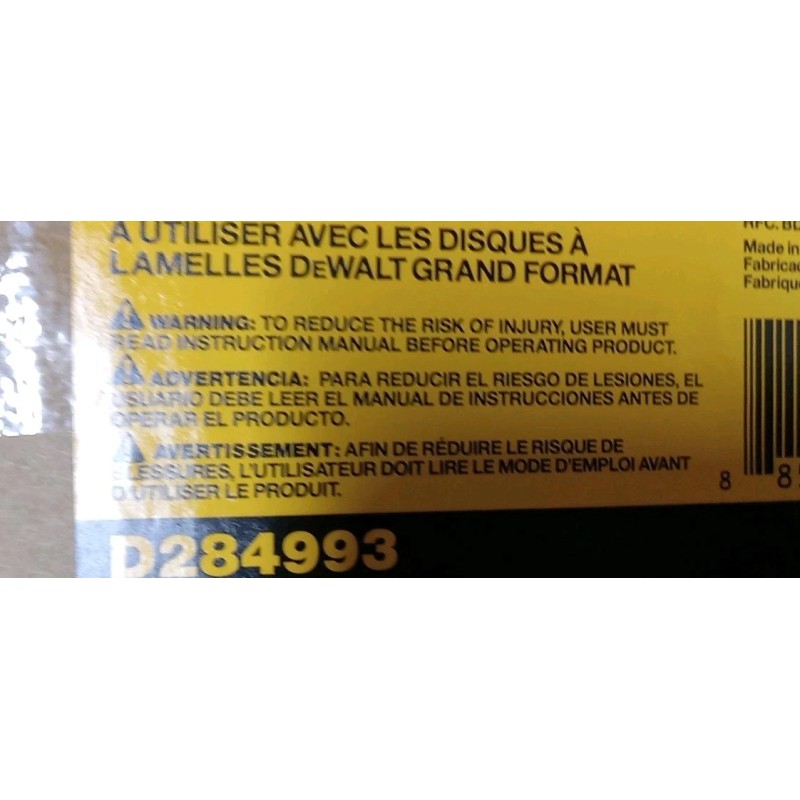 À UTILISER AVEC LES DISQUES À
LAMELLES DEWALT GRAND FORMAT
WARNING: TO REDUCE THE RISK OF INJURY, USER MUST
READ INSTRUCTION MANUAL BEFORE OPERATING PRODUCT.
ADVERTENCIA: PARA REDUCIR EL RIESGO DE LESIONES, EL
USUARIO DEBE LEER EL MANUAL DE INSTRUCCIONES ANTES DE
OPERAR EL PRODUCTO.
AVERTISSEMENT: AFIN DE RÉDUIRE LE RISQUE DE
BLESSURES, L'UTILISATEUR DOIT LIRE LE MODE D'EMPLOI AVANT
D'UTILISER LE PRODUIT.
D284993
Made in
8 8